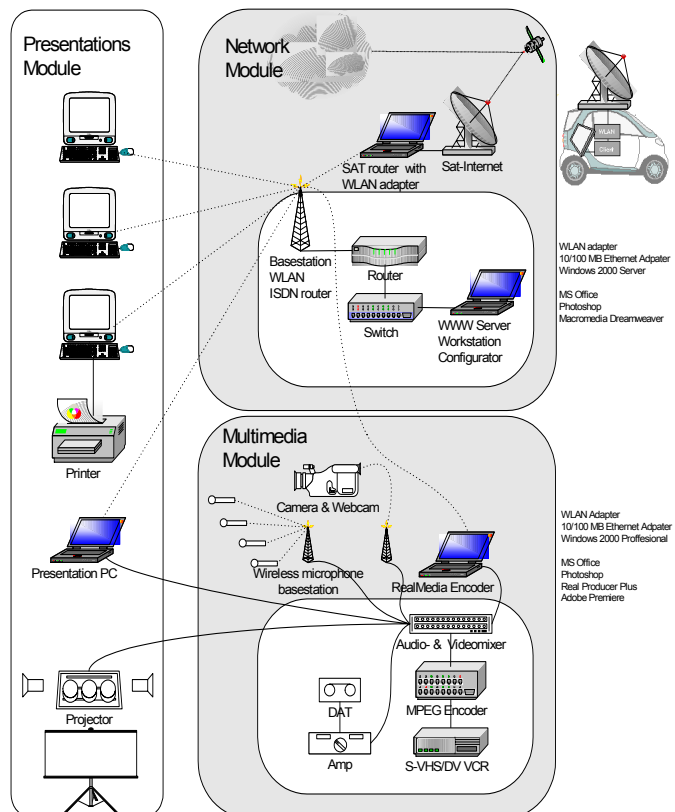 Presentations
Module
Printer
Presentation PC
Projector
Network
Module
SAT router with
WLAN adapter
Sat-Internet
WLAN
Client
Basestation
WLAN
ISDN router
Router
Switch
WWW Server
Workstation
Configurator
WLAN adapter
10/100 MB Ethernet Adpater
Windows 2000 Server
MS Office
Photoshop
Macromedia Dreamweaver
Multimedia
Module
Camera & Webcam
Wireless microphone
basestation
RealMedia Encoder
Audio- & Videomixer
DAT
MPEG Encoder
Amp
S-VHS/DV VCR
WLAN Adapter
10/100 MB Ethernet Adpater
Windows 2000 Proffesional
MS Office
Photoshop
Real Producer Plus
Adobe Premiere